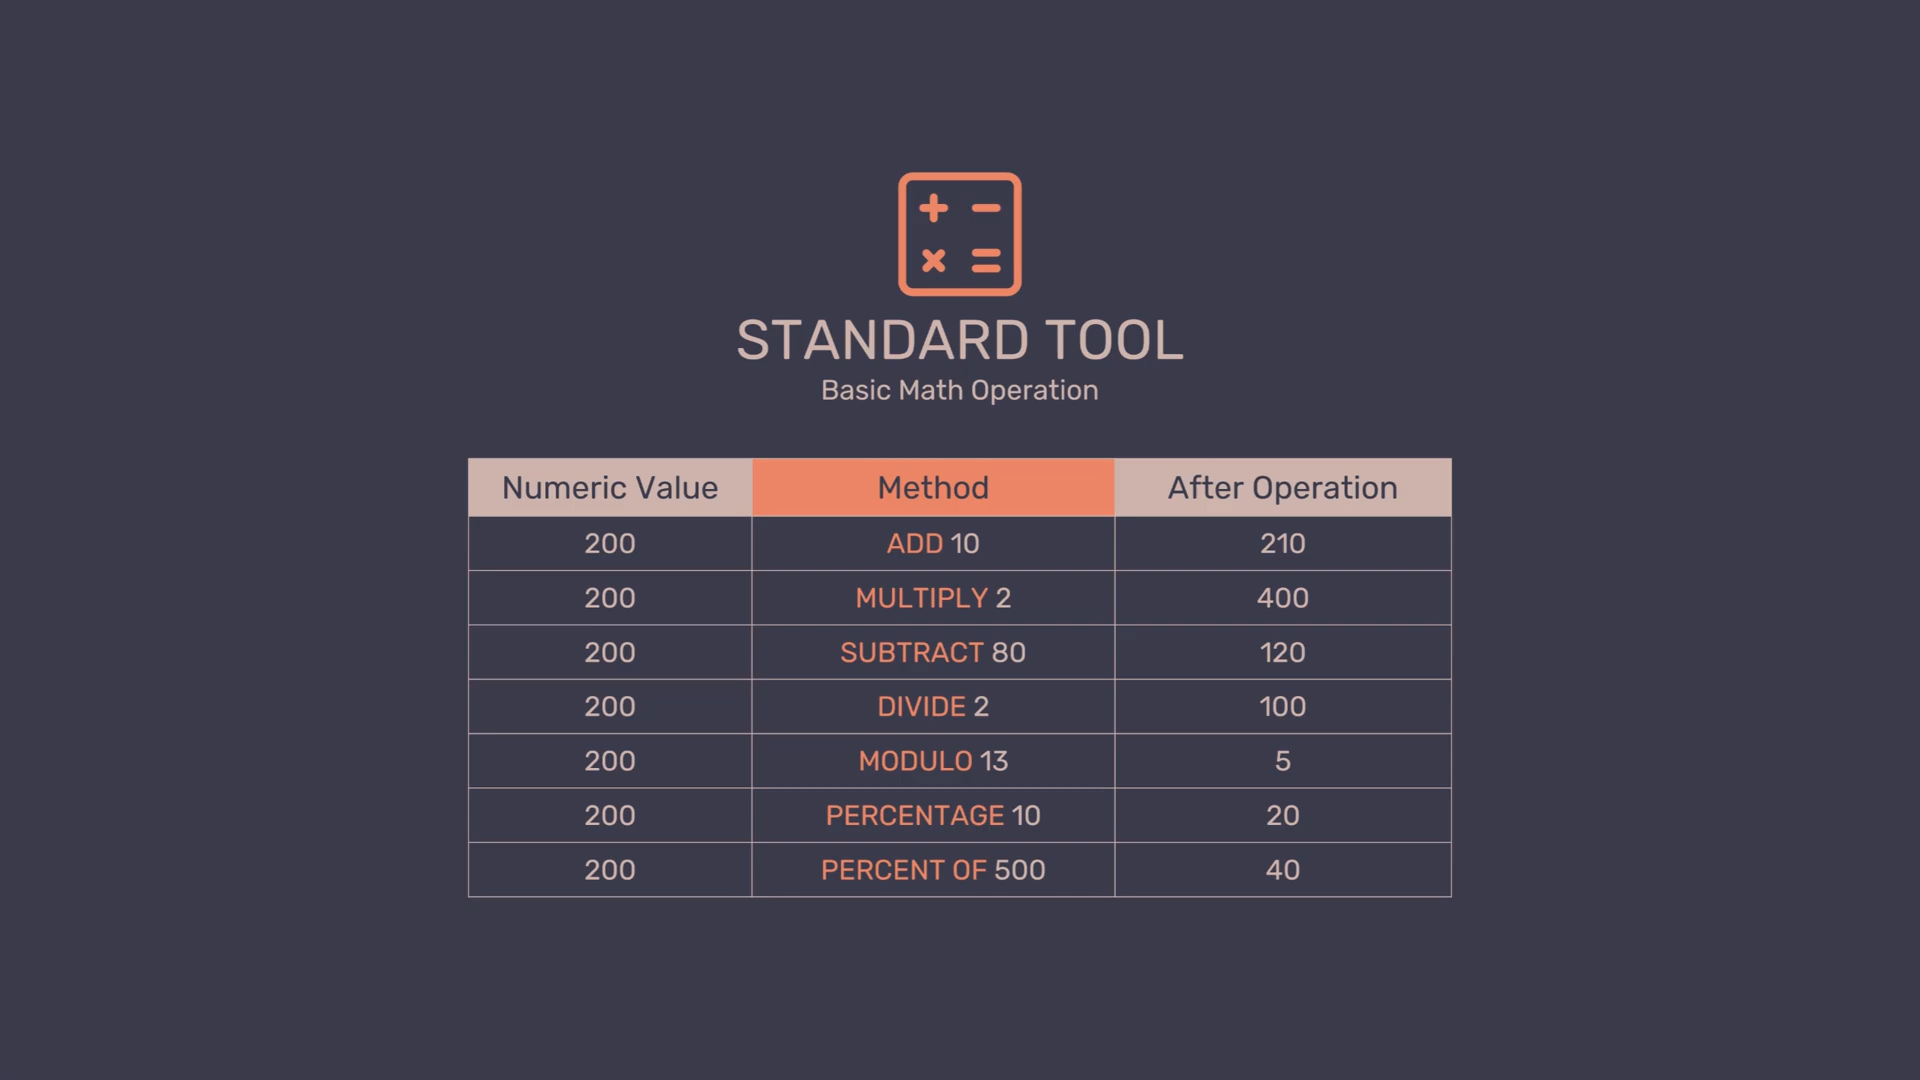 STANDARD TOOL
Basic Math Operation
Numeric Value Method After Operation
200 ADD 10 210
200 MULTIPLY 2 400
200 SUBTRACT 80 120
200 DIVIDE 2 100
200 MODULO 13 5
200 PERCENTAGE 10 20
200 PERCENT OF 500 40